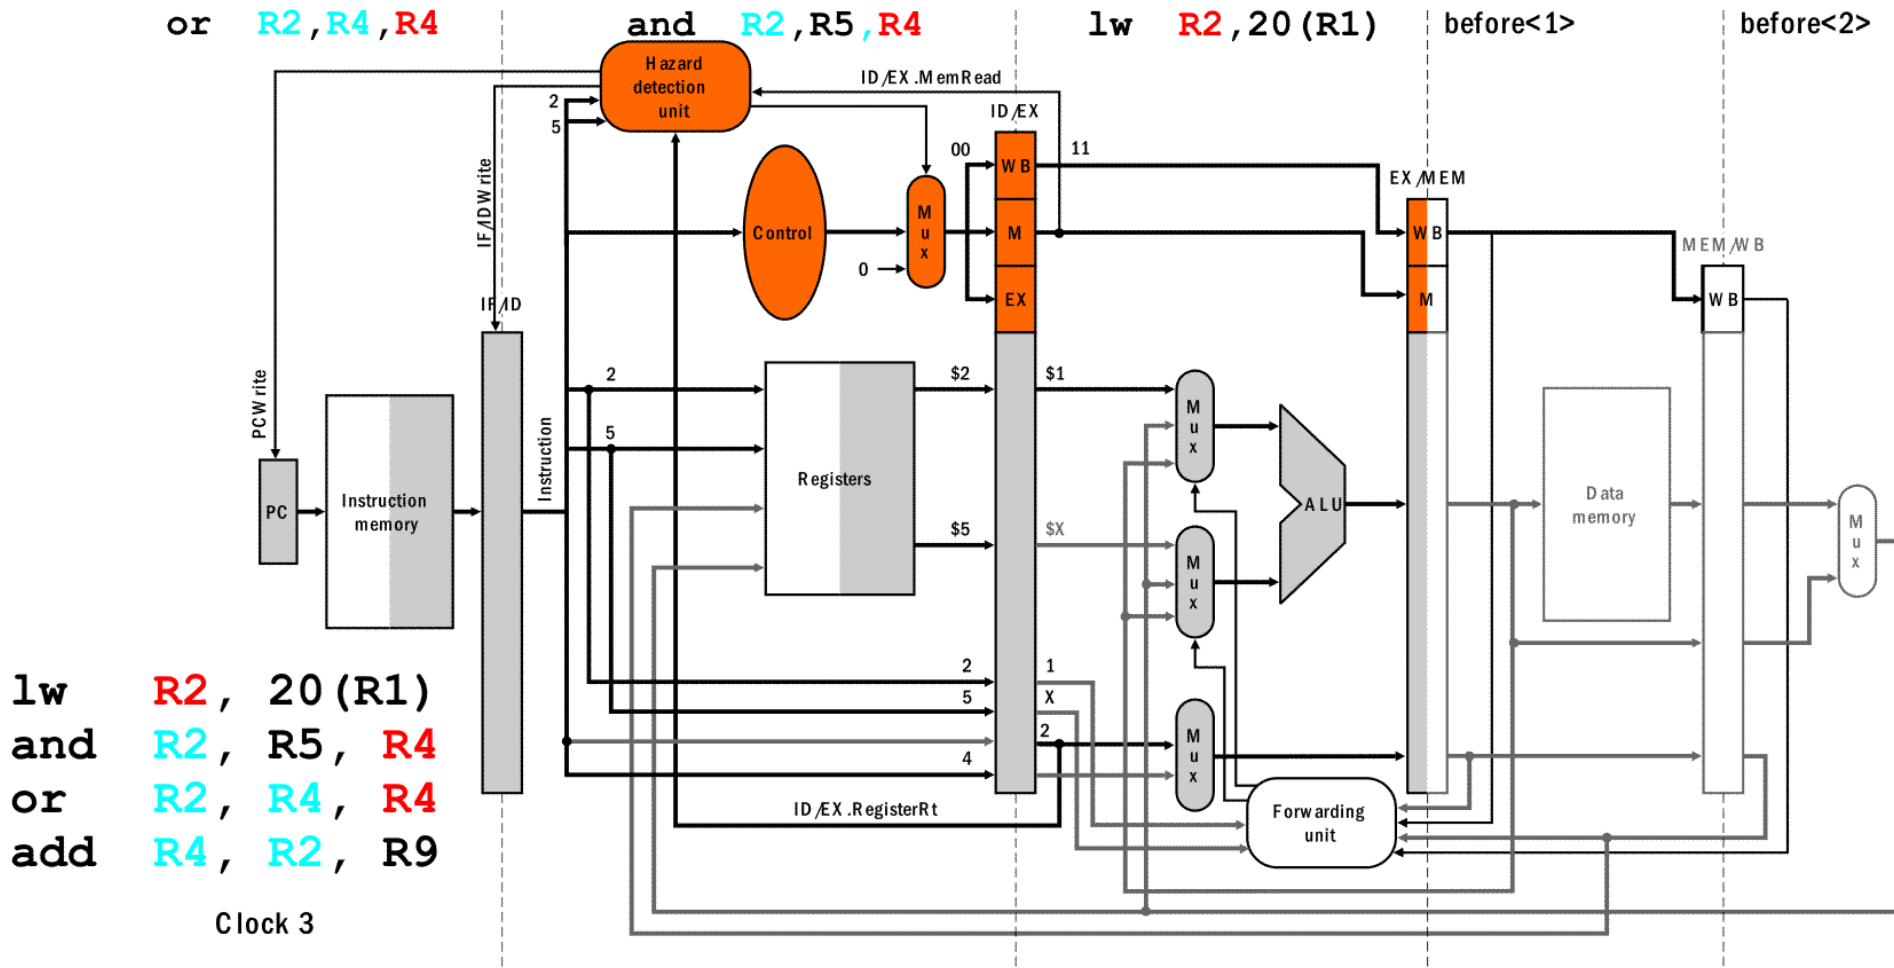 or R2,R4,R4
and R2,R5,R4
lw R2,20(R1)
before<1>
before<2>
Hazard
detection
unit
ID/EX.MemRead
2
5
ID/EX
00
WB
11
EX/MEM
IF/IDWrite
Control
M
u
x
M
WB
MEM/WB
0
EX
M
WB
IF/ID
PCWrite
2
$2
$1
M
u
x
Instruction
5
Registers
ALU
Data
memory
M
u
x
PC
Instruction
memory
$5
$X
M
u
x
2
1
5
X
2
4
M
u
x
ID/EX.RegisterRt
Forwarding
unit
lw R2, 20(R1)
and R2, R5, R4
or R2, R4, R4
add R4, R2, R9
Clock 3